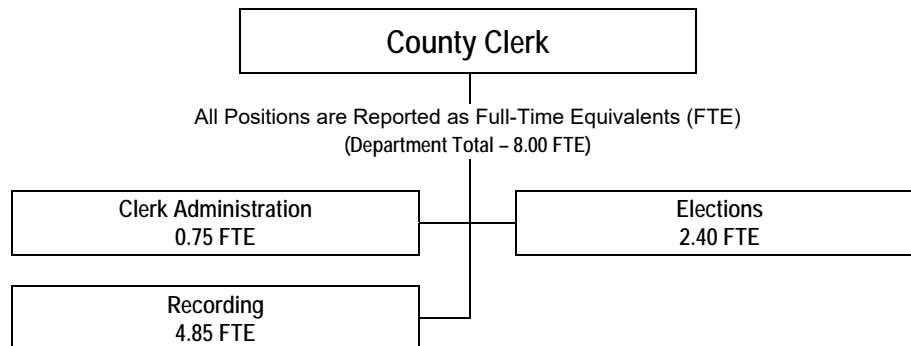 County Clerk
All Positions are Reported as Full-Time Equivalents (FTE)
(Department Total – 8.00 FTE)
Clerk Administration
0.75 FTE
Elections
2.40 FTE
Recording
4.85 FTE